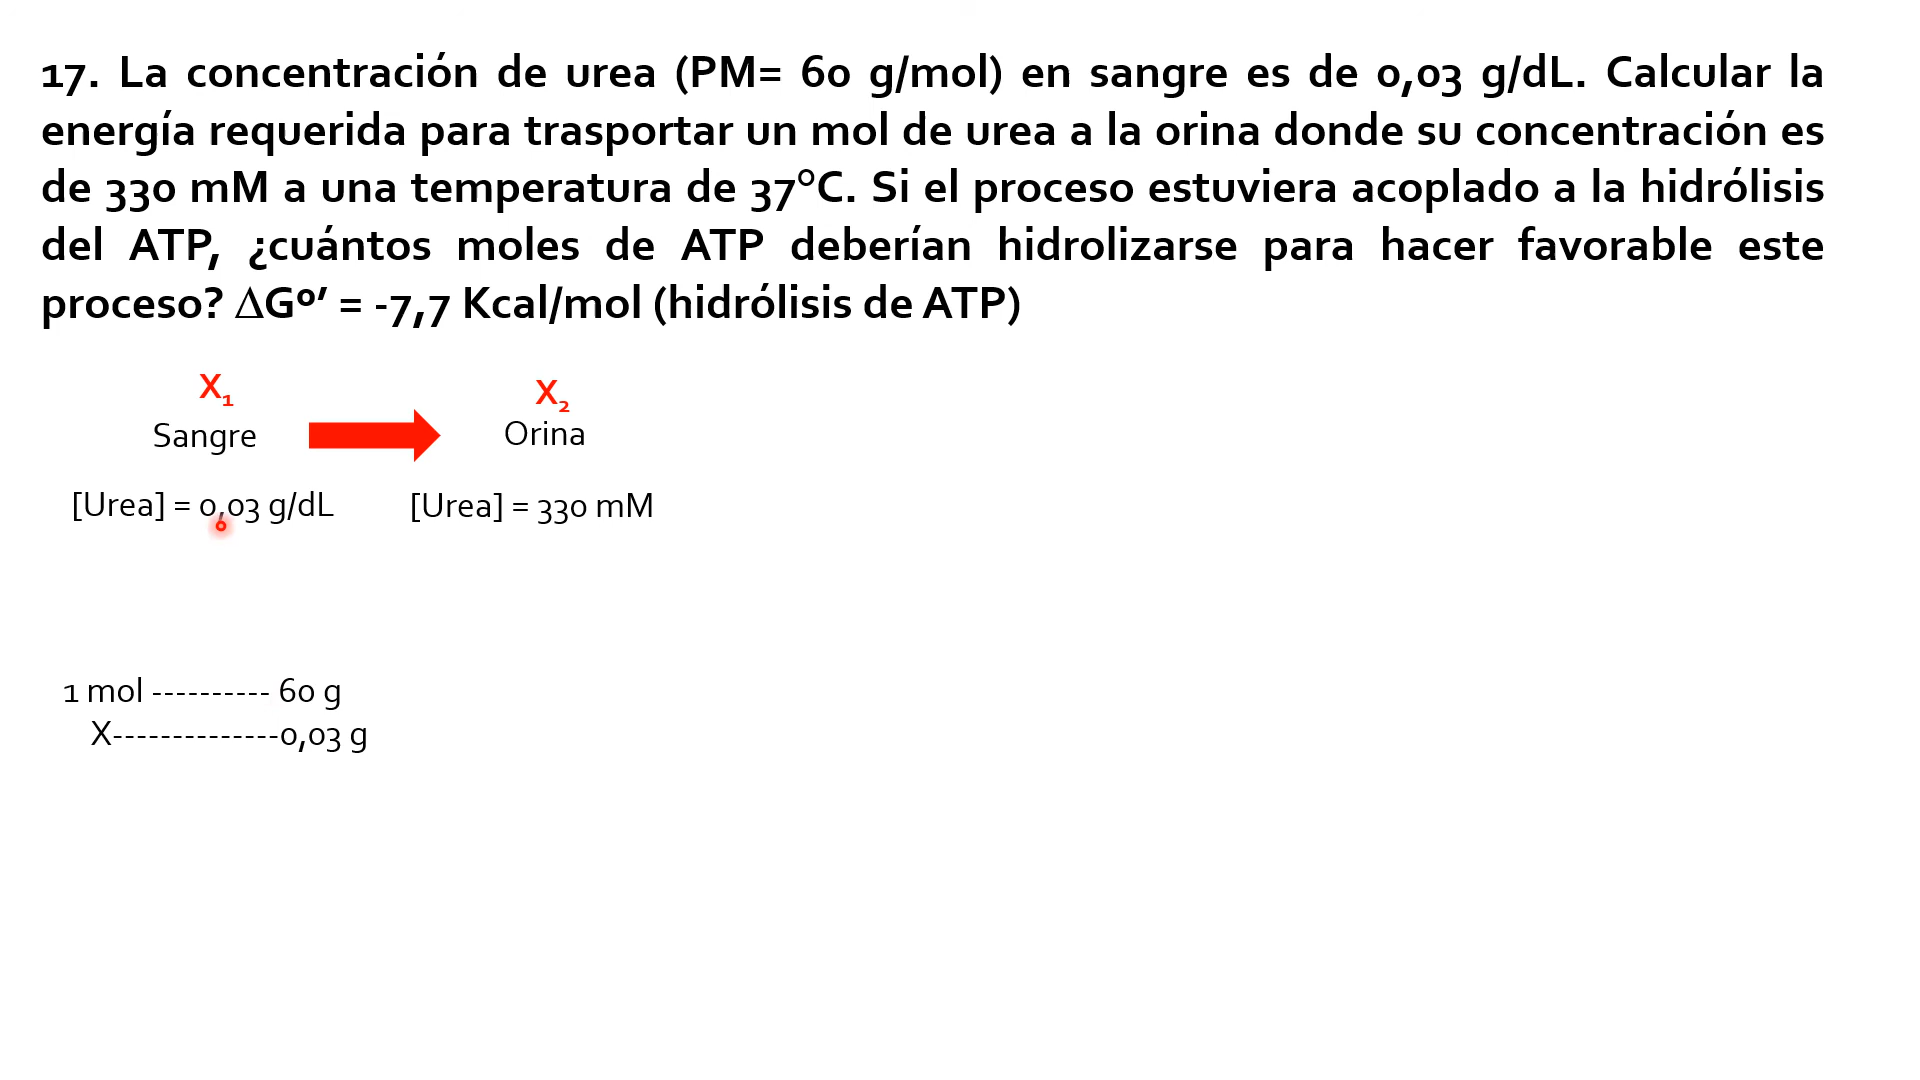 17. La concentración de urea (PM= 60 g/mol) en sangre es de 0,03 g/dL. Calcular la
energía requerida para trasportar un mol de urea a la orina donde su concentración es
de 330 mM a una temperatura de 37°C. Si el proceso estuviera acoplado a la hidrólisis
del ATP, ¿cuántos moles de ATP deberían hidrolizarse para hacer favorable este
proceso? ΔGº’ = -7,7 Kcal/mol (hidrólisis de ATP)
X₁ X₂
Sangre Orina
[Urea] = 0,03 g/dL [Urea] = 330 mM
1 mol ---------- 60 g
X--------------0,03 g